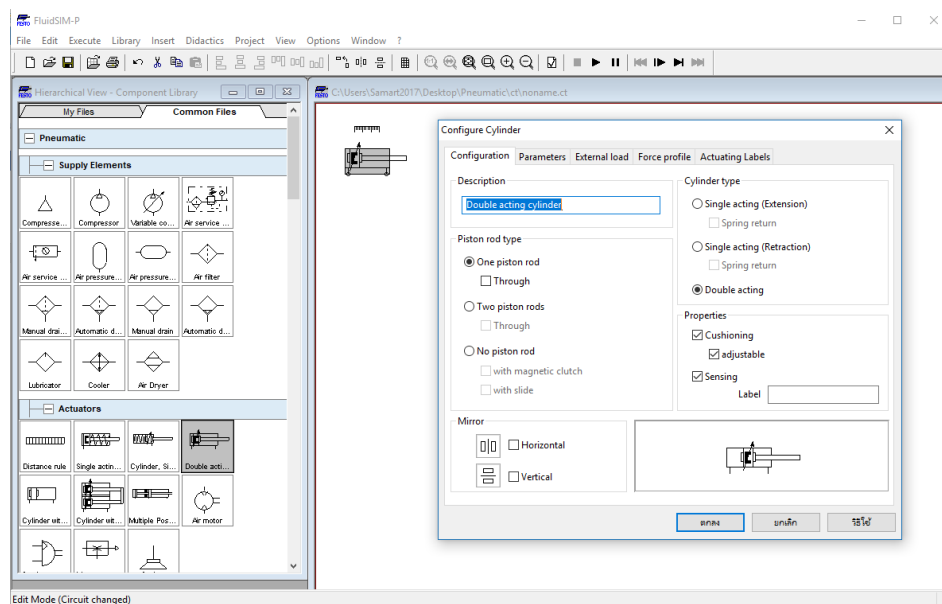 FluidSIM-P
File Edit Execute Library Insert Didactics Project View Options Window ?
Hierarchical View - Component Library
C:\Users\Samart2017\Desktop\Pneumatic\ct\noname.ct
My Files Common Files
Pneumatic
Supply Elements
Compresse... Compressor Variable co... Air service ...
Air service ... Air pressure... Air pressure... Air filter
Manual drai... Automatic d... Manual drain Automatic d...
Lubricator Cooler Air Dryer
Actuators
Distance rule Single actin... Cylinder, Si... Double acti...
Cylinder wit... Cylinder wit... Multiple Pos... Air motor
Configure Cylinder
Configuration Parameters External load Force profile Actuating Labels
Description
Double acting cylinder
Piston rod type
One piston rod
Through
Two piston rods
Through
No piston rod
with magnetic clutch
with slide
Mirror
Horizontal
Vertical
Cylinder type
Single acting (Extension)
Spring return
Single acting (Retraction)
Spring return
Double acting
Properties
Cushioning
adjustable
Sensing
Label
ตกลง ยกเลิก วิธีใช้
Edit Mode (Circuit changed)